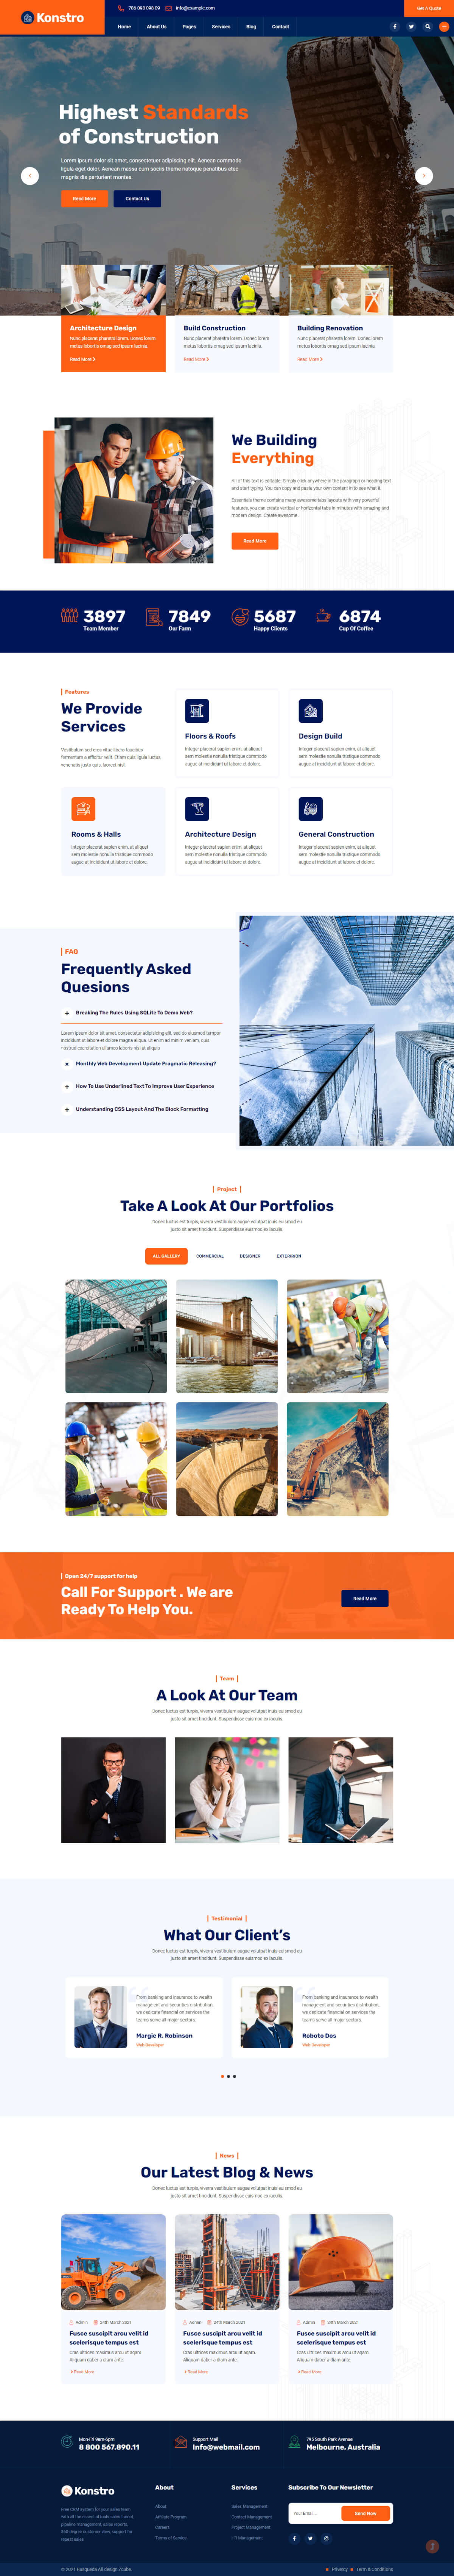 Konstro
786-098-098-09 info@example.com
Get A Quote
Home About Us Pages Services Blog Contact
Highest Standards
of Construction
Lorem ipsum dolor sit amet, consectetuer adipiscing elit. Aenean commodo
ligula eget dolor. Aenean massa cum sociis theme natoque penatibus etec
magnis dis parturient montes.
Read More
Contact Us
Architecture Design
Nunc placerat pharetra lorem. Donec lorem
metus lobortis amag sed ipsum lacinia.
Read More
Build Construction
Nunc placerat pharetra lorem. Donec lorem
metus lobortis amag sed ipsum lacinia.
Read More
Building Renovation
Nunc placerat pharetra lorem. Donec lorem
metus lobortis amag sed ipsum lacinia.
Read More
We Building
Everything
All of this text is editable. Simply click anywhere in the paragraph or heading text
and start typing. You can copy and paste your own content in to see what it
Essentials theme contains many awesome tabs layouts with very powerful
features; you can create vertical or horizontal tabs in minutes with amazing and
modern design. Create awesome .
Read More
3897
Team Member
7849
Our Farm
5687
Happy Clients
6874
Cup Of Coffee
Features
We Provide
Services
Vestibulum sed eros vitae libero faucibus
fermentum a efficitur velit. Etiam quis ligula luctus,
venenatis justo quis, laoreet nisl
Floors & Roofs
Integer placerat sapien enim, at aliquet
sem molestie nonulla tristique commodo
augue at incididunt ut labore et dolore.
Design Build
Integer placerat sapien enim, at aliquet
sem molestie nonulla tristique commodo
augue at incididunt ut labore et dolore.
Rooms & Halls
Integer placerat sapien enim, at aliquet
sem molestie nonulla tristique commodo
augue at incididunt ut labore et dolore.
Architecture Design
Integer placerat sapien enim, at aliquet
sem molestie nonulla tristique commodo
augue at incididunt ut labore et dolore.
General Construction
Integer placerat sapien enim, at aliquet
sem molestie nonulla tristique commodo
augue at incididunt ut labore et dolore.
FAQ
Frequently Asked
Quesions
Breaking The Rules Using SQLite To Demo Web?
Lorem ipsum dolor sit amet, consectetur adipisicing elit, sed do eiusmod tempor
incididunt ut labore et dolore magna aliqua. Ut enim ad minim veniam, quis
nostrud exercitation ullamco laboris nisi ut aliquip
Monthly Web Development Update Pragmatic Releasing?
How To Use Underlined Text To Improve User Experience
Understanding CSS Layout And The Block Formatting
Project
Take A Look At Our Portfolios
Donec luctus est turpis, viverra vestibulum augue volutpat inuis euismod eu
justo sit amet tincidunt. Suspendisse euismod ex iaculis.
ALL GALLERY COMMERCIAL DESIGNER EXTERIRION
Open 24/7 support for help
Call For Support . We are
Ready To Help You.
Read More
Team
A Look At Our Team
Donec luctus est turpis, viverra vestibulum augue volutpat inuis euismod eu
justo sit amet tincidunt. Suspendisse euismod ex iaculis.
Testimonial
What Our Client's
Donec luctus est turpis, viverra vestibulum augue volutpat inuis euismod eu
justo sit amet tincidunt. Suspendisse euismod ex iaculis.
From banking and insurance to wealth
manage ent and securities distribution,
we dedicate financial on services the
teams serve all major sectors.
Margie R. Robinson
Web Developer
From banking and insurance to wealth
manage ent and securities distribution,
we dedicate financial on services the
teams serve all major sectors.
Roboto Dos
Web Developer
News
Our Latest Blog & News
Donec luctus est turpis, viverra vestibulum augue volutpat inuis euismod eu
justo sit amet tincidunt. Suspendisse euismod ex iaculis.
Admin 24th March 2021
Fusce suscipit arcu velit id
scelerisque tempus est
Cras ultrices maximus arcu ut agam.
Aliquam daber a diam ante.
Read More
Admin 24th March 2021
Fusce suscipit arcu velit id
scelerisque tempus est
Cras ultrices maximus arcu ut agam.
Aliquam daber a diam ante.
Read More
Admin 24th March 2021
Fusce suscipit arcu velit id
scelerisque tempus est
Cras ultrices maximus arcu ut agam.
Aliquam daber a diam ante.
Read More
Mon-Fri 9am-6pm
8 800 567.890.11
Support Mail
Info@webmail.com
793 South Park Avenue
Melbourne, Australia
Konstro
Free CRM system for your sales team
with all the essential bride sales funnel,
pipeline management, sales reports,
360-degree customer view, support for
repeat sales
About
About
Affiliate Program
Careers
Terms of Service
Services
Sales Management
Contact Management
Project Management
HR Management
Subscribe To Our Newsletter
Your Email...
Send Now
Privarcy Term & Conditions